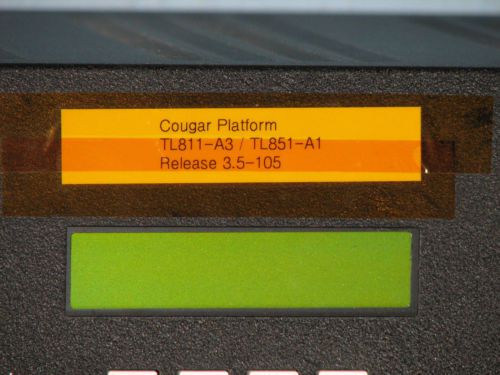 Cougar Platform
TL811-A3 / TL851-A1
Release 3.5-105